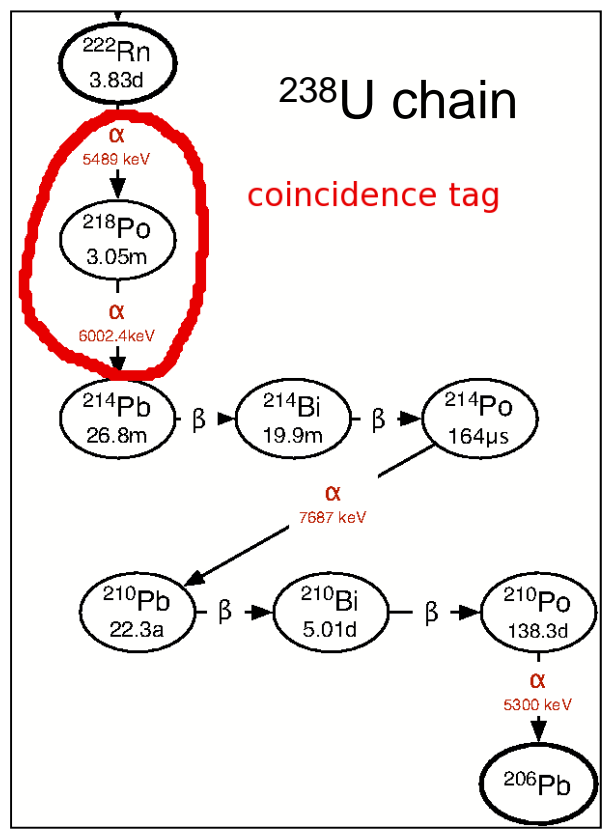 ²²²Rn
3.83d
²³⁸U chain
α
5489 keV
coincidence tag
²¹⁸Po
3.05m
α
6002.4keV
²¹⁴Pb
26.8m
β
²¹⁴Bi
19.9m
β
²¹⁴Po
164µs
α
7687 keV
²¹⁰Pb
22.3a
β
²¹⁰Bi
5.01d
β
²¹⁰Po
138.3d
α
5300 keV
²⁰⁶Pb